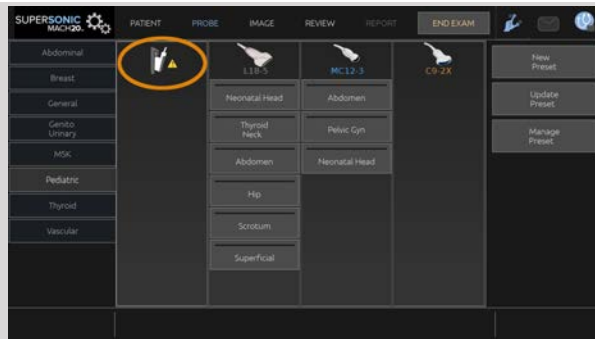 SUPERSONIC
MACH20.
PATIENT
PROBE
IMAGE
REVIEW
REPORT
END EXAM
Abdominal
Breast
General
Genito
Urinary
MSK
Pediatric
Thyroid
Vascular
L18-5
Neonatal Head
Thyroid
Neck
Abdomen
Hip
Scrotum
Superficial
MC12-3
Abdomen
Pelvic Gyn
Neonatal Head
C9-2X
New
Preset
Update
Preset
Manage
Preset